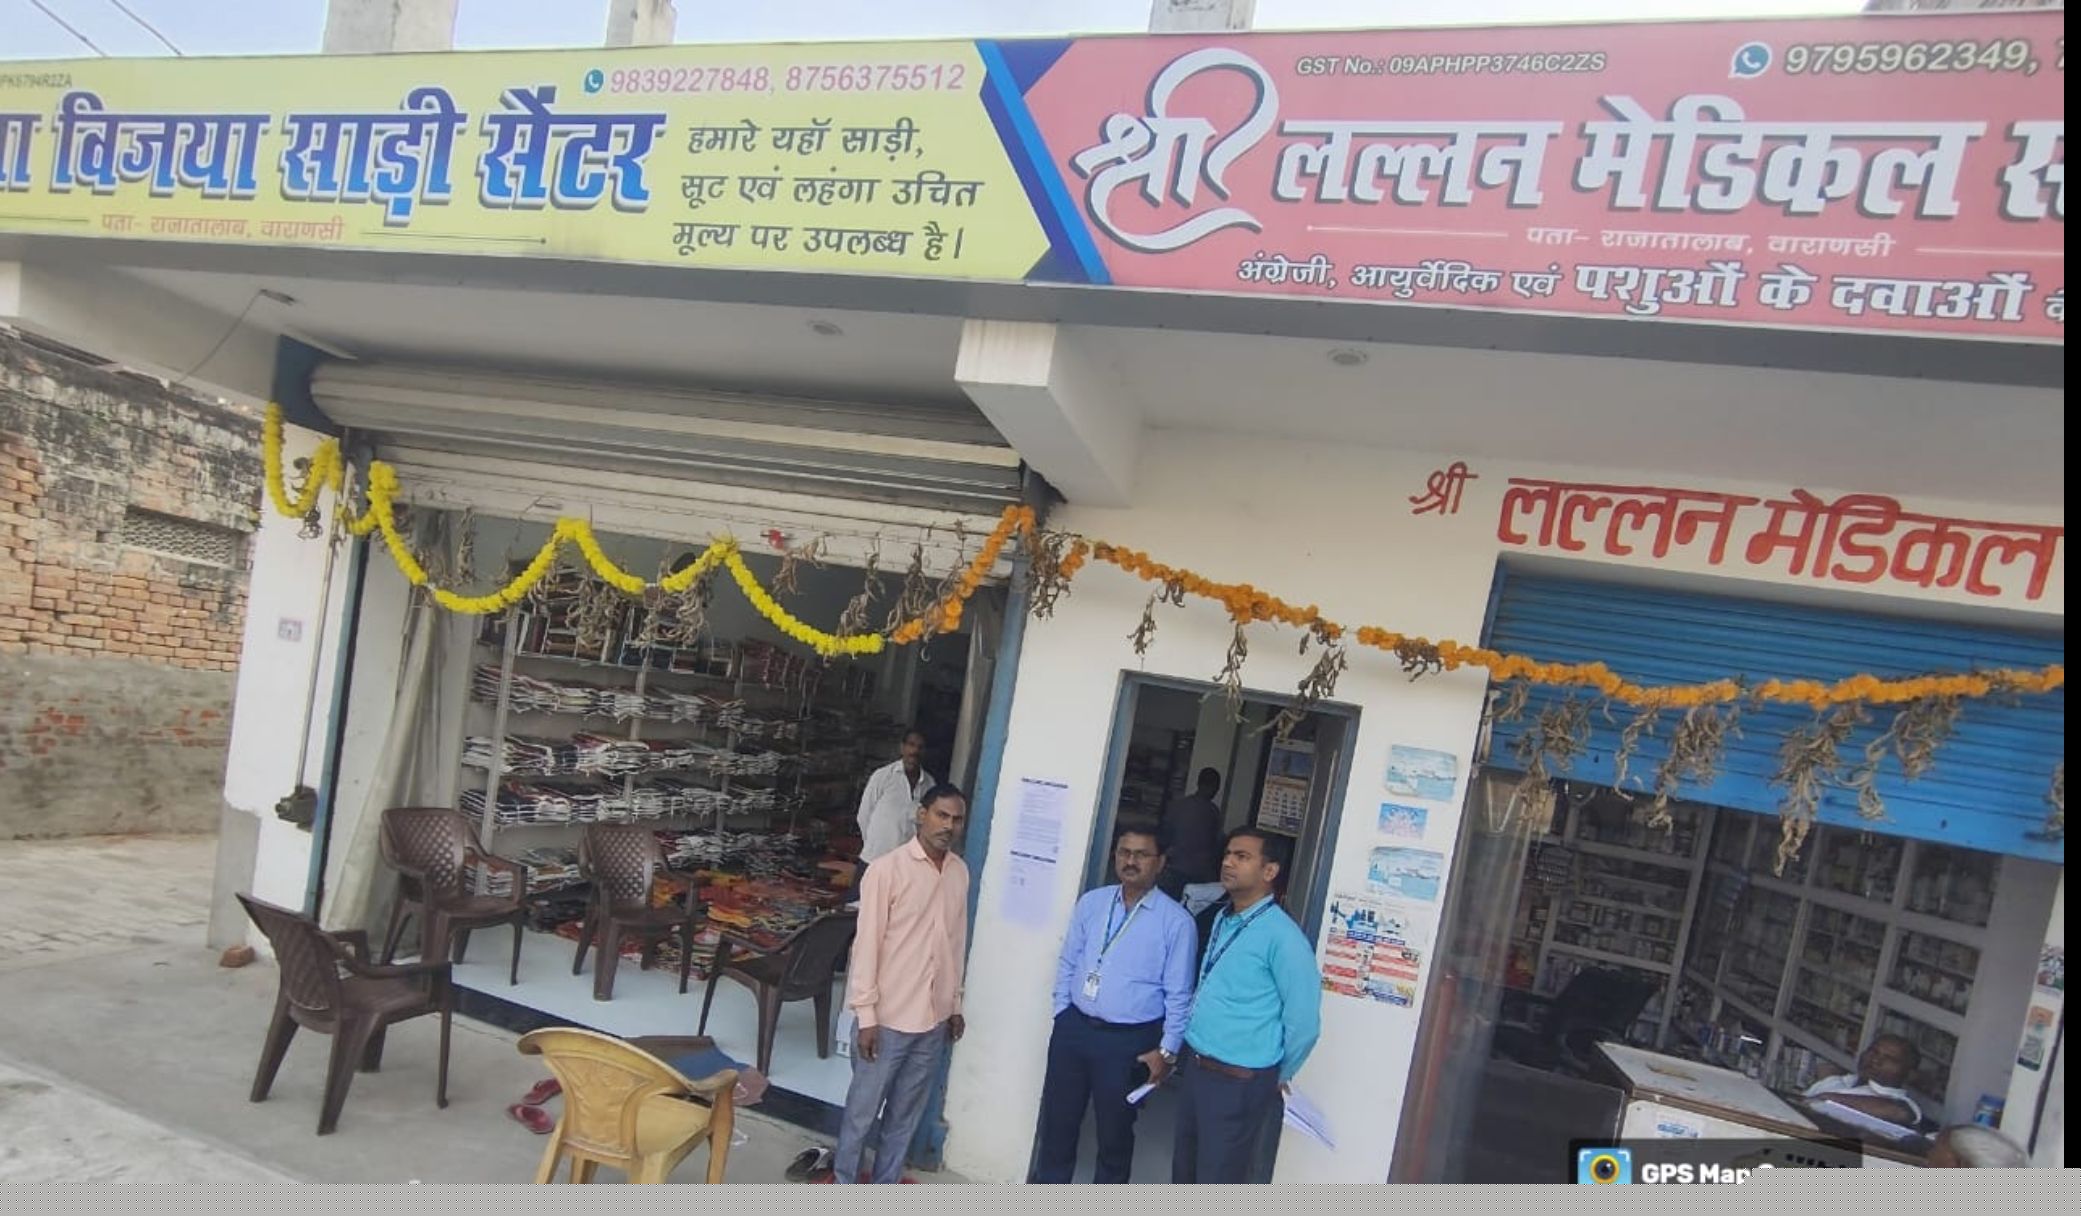 9839227848, 8756375512
विजया साड़ी सेंटर
पता- राजातालाब, वाराणसी
हमारे यहाँ साड़ी,
सूट एवं लहंगा उचित
मूल्य पर उपलब्ध है।
GST No.: 09APHPP3746C2ZS
9795962349,
श्री लल्लन मेडिकल
पता- राजातालाब, वाराणसी
अंग्रेजी, आयुर्वेदिक एवं पशुओं के दवाओं
श्री लल्लन मेडिकल
GPS Map